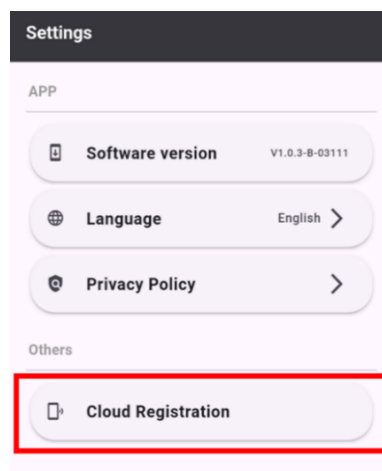 Settings
APP
Software version V1.0.3-B-03111
Language English
Privacy Policy
Others
Cloud Registration